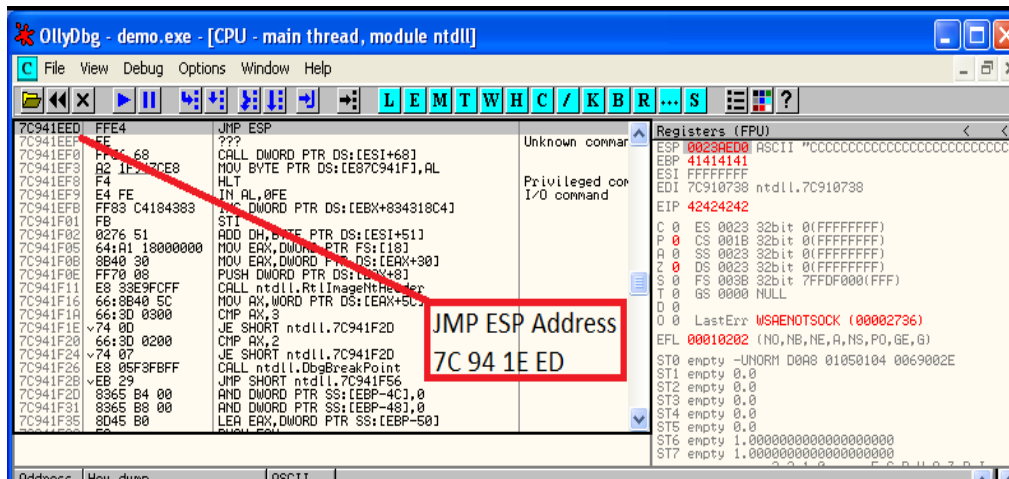 OllyDbg - demo.exe - [CPU - main thread, module ntdll]
C File View Debug Options Window Help
L E M T W H C / K B R ... S ?
7C941EED FFE4 JMP ESP
7C941EEF FE ??? Unknown commar
7C941EF0 68 CALL DWORD PTR DS:[ESI+68]
7C941EF3 A2 MOV BYTE PTR DS:[E87C941F],AL
7C941EF8 F4 HLT Privileged com
7C941EF9 E4 FE IN AL,0FE I/O command
7C941EFB FF83 C4184383 DWORD PTR DS:[EBX+834318C4]
7C941F01 FB STI
7C941F02 0276 51 ADD DH,BYTE PTR DS:[ESI+51]
7C941F05 64:A1 18000000 MOV EAX,DWORD PTR FS:[18]
7C941F0B 8B40 30 MOV EAX,DWORD PTR DS:[EAX+30]
7C941F0E FF70 08 PUSH DWORD PTR DS:[EAX+8]
7C941F11 E8 33E9FCFF CALL ntdll.RtlImageNtHeader
7C941F16 66:8B40 5C MOV AX,WORD PTR DS:[EAX+5C]
7C941F1A 66:3D 0300 CMP AX,3
7C941F1E 74 0D JE SHORT ntdll.7C941F2D
7C941F20 66:3D 0200 CMP AX,2
7C941F24 74 07 JE SHORT ntdll.7C941F2D
7C941F26 E8 05F3FBFF CALL ntdll.DbgBreakPoint
7C941F2B EB 29 JMP SHORT ntdll.7C941F56
7C941F2D 8365 B4 00 AND DWORD PTR SS:[EBP-4C],0
7C941F31 8365 B8 00 AND DWORD PTR SS:[EBP-48],0
7C941F35 8D45 B0 LEA EAX,DWORD PTR SS:[EBP-50]
JMP ESP Address
7C 94 1E ED
Registers (FPU) < <
ESP 0023AED0 ASCII "CCCCCCCCCCCCCCCCCCCCCCCCCCC
EBP 41414141
ESI FFFFFFFF
EDI 7C910738 ntdll.7C910738
EIP 42424242
C 0 ES 0023 32bit 0(FFFFFFFF)
P 0 CS 001B 32bit 0(FFFFFFFF)
A 0 SS 0023 32bit 0(FFFFFFFF)
Z 0 DS 0023 32bit 0(FFFFFFFF)
S 0 FS 003B 32bit 7FFDF000(FFF)
T 0 GS 0000 NULL
D 0
O 0 LastErr WSAENOTSOCK (00002736)
EFL 00010202 (NO,NB,NE,A,NS,PO,GE,G)
ST0 empty -UNORM D0A8 01050104 0069002E
ST1 empty 0.0
ST2 empty 0.0
ST3 empty 0.0
ST4 empty 0.0
ST5 empty 0.0
ST6 empty 1.0000000000000000000
ST7 empty 1.0000000000000000000
Address Hex dump ASCII